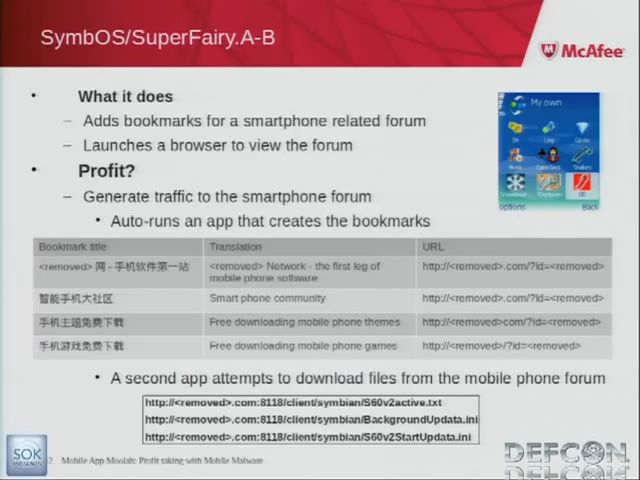 SymbOS/SuperFairy.A-B
McAfee
• What it does
– Adds bookmarks for a smartphone related forum
– Launches a browser to view the forum
• Profit?
– Generate traffic to the smartphone forum
• Auto-runs an app that creates the bookmarks
My own
Options Back
Bookmark title Translation URL
<removed> 网 - 手机软件第一站 <removed> Network - the first leg of http://<removed>.com/?id=<removed>
mobile phone software
智能手机大社区 Smart phone community http://<removed>.com/?id=<removed>
手机主题免费下载 Free downloading mobile phone themes http://<removed>com/?id=<removed>
手机游戏免费下载 Free downloading mobile phone games http://<removed>/?id=<removed>
• A second app attempts to download files from the mobile phone forum
http://<removed>.com:8118/client/symbian/S60v2active.txt
http://<removed>.com:8118/client/symbian/BackgroundUpdata.ini
http://<removed>.com:8118/client/symbian/S60v2StartUpdata.ini
SOK
Mobile App Moolah: Profit taking with Mobile Malware
DEFCON